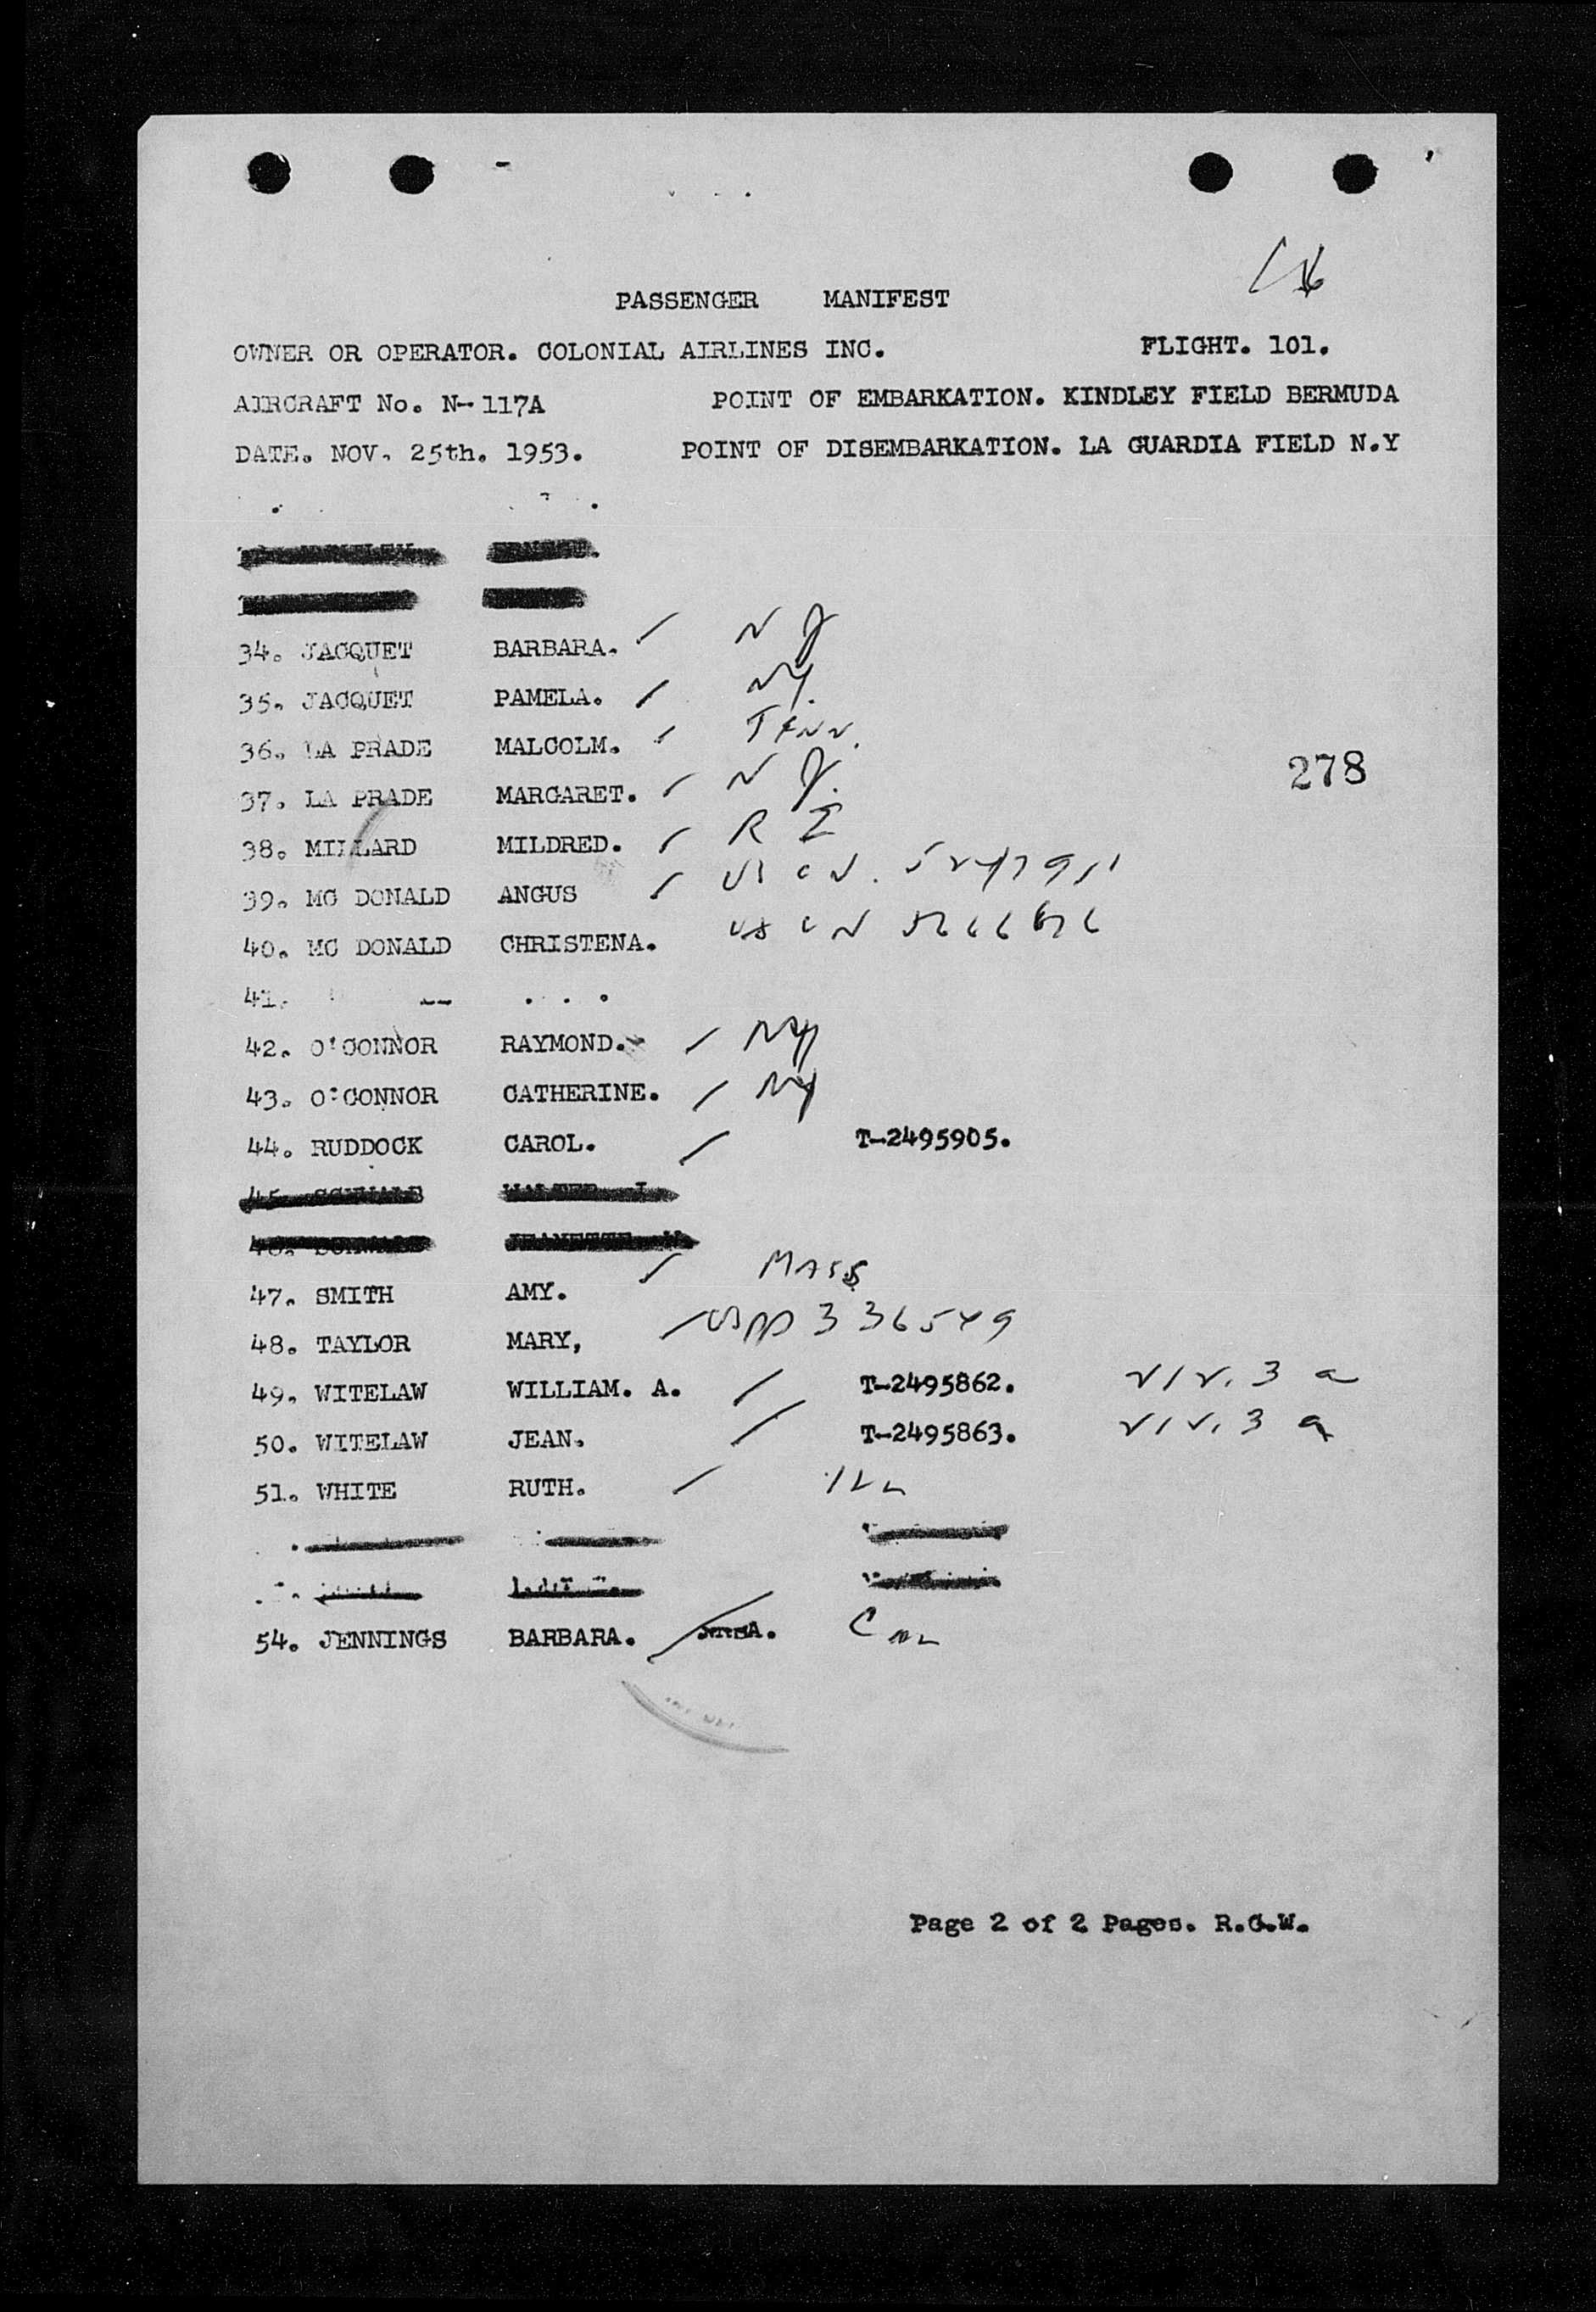 PASSENGER MANIFEST
OWNER OR OPERATOR. COLONIAL AIRLINES INC. FLIGHT. 101.
AIRCRAFT No. N-117A POINT OF EMBARKATION. KINDLEY FIELD BERMUDA
DATE. NOV. 25th. 1953. POINT OF DISEMBARKATION. LA GUARDIA FIELD N.Y
34. JACQUET BARBARA. N J
35. JACQUET PAMELA. NY.
36. LA PRADE MALCOLM. TENN.
278
37. LA PRADE MARGARET. N J.
38. MILLARD MILDRED. R I
39. MC DONALD ANGUS
40. MC DONALD CHRISTENA.
41.
42. O'CONNOR RAYMOND. NY
43. O'CONNOR CATHERINE. NY
44. RUDDOCK CAROL. T-2495905.
47. SMITH AMY. MASS
48. TAYLOR MARY, 336549
49. WITELAW WILLIAM. A. T-2495862.
50. WITELAW JEAN. T-2495863.
51. WHITE RUTH.
54. JENNINGS BARBARA.
Page 2 of 2 Pages. R.G.W.